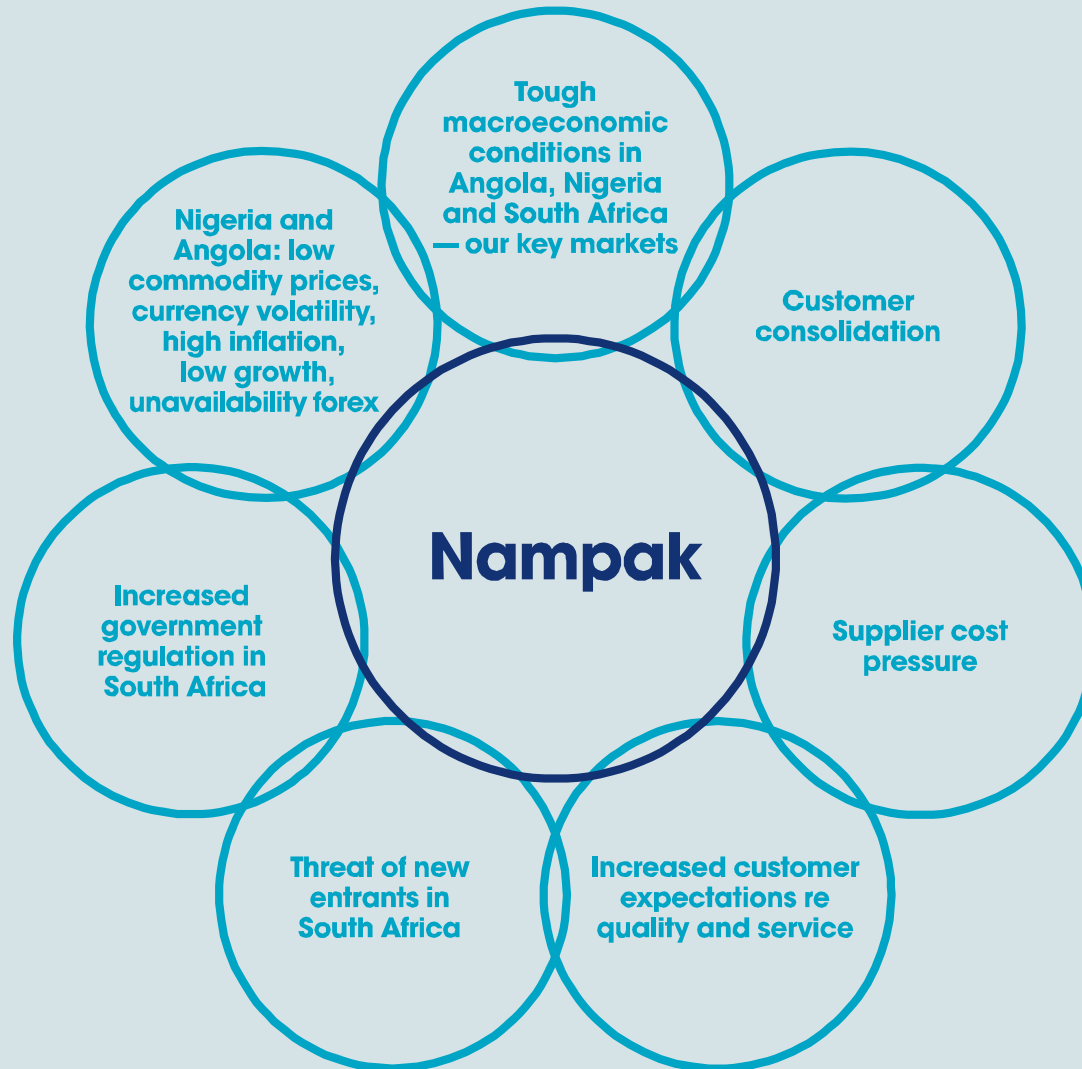 Tough
macroeconomic
conditions in
Angola, Nigeria
and South Africa
— our key markets
Customer
consolidation
Supplier cost
pressure
Increased customer
expectations re
quality and service
Threat of new
entrants in
South Africa
Increased
government
regulation in
South Africa
Nigeria and
Angola: low
commodity prices,
currency volatility,
high inflation,
low growth,
unavailability forex
Nampak